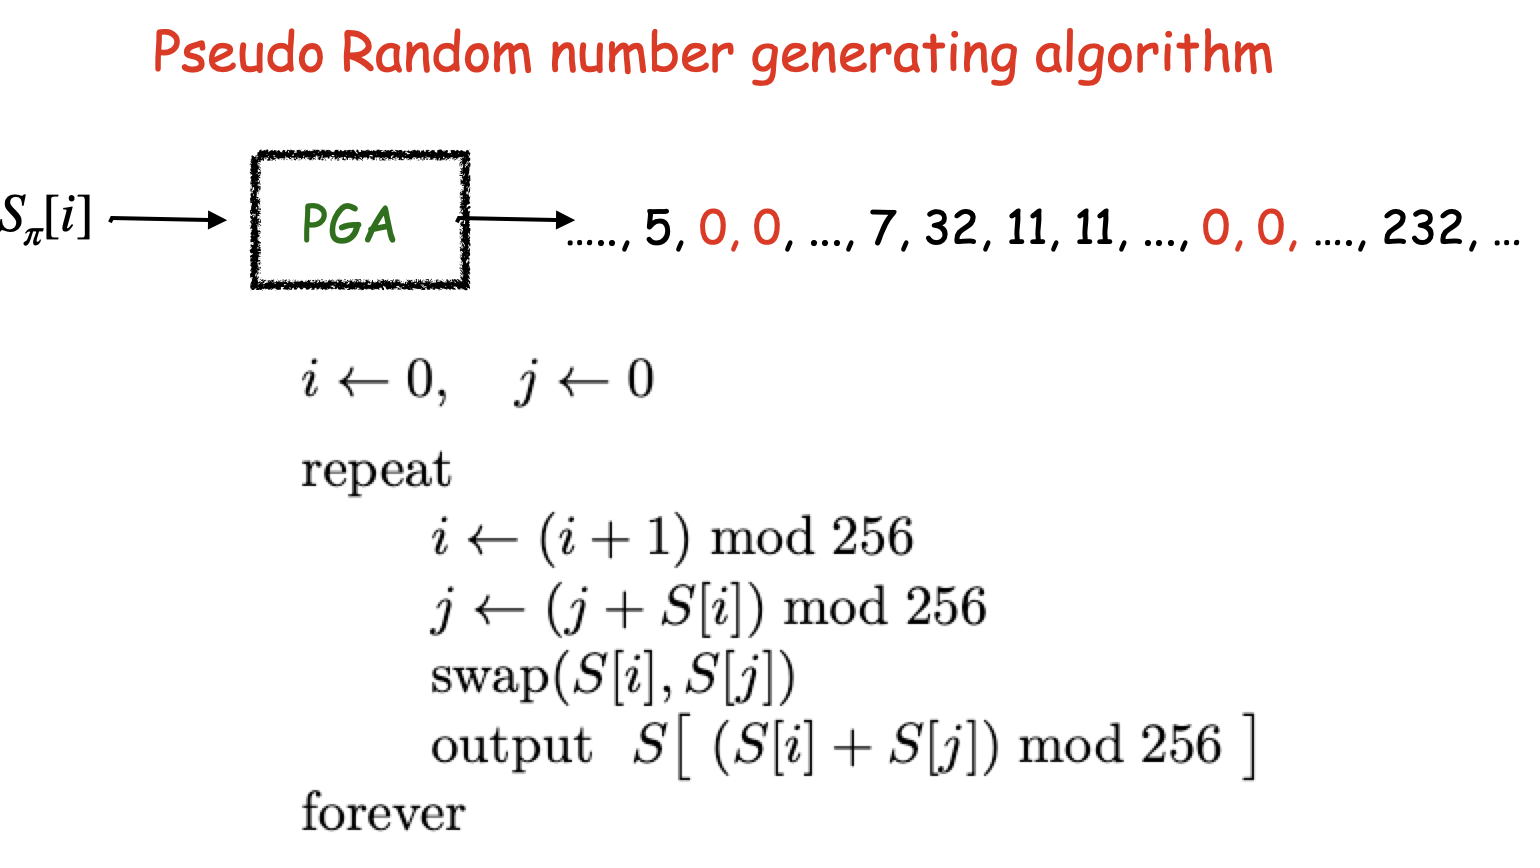 Pseudo Random number generating algorithm
S_π[i]
PGA
....., 5, 0, 0, ..., 7, 32, 11, 11, ..., 0, 0, ...., 232, ...
i ← 0, j ← 0
repeat
i ← (i + 1) mod 256
j ← (j + S[i]) mod 256
swap(S[i], S[j])
output S[ (S[i] + S[j]) mod 256 ]
forever